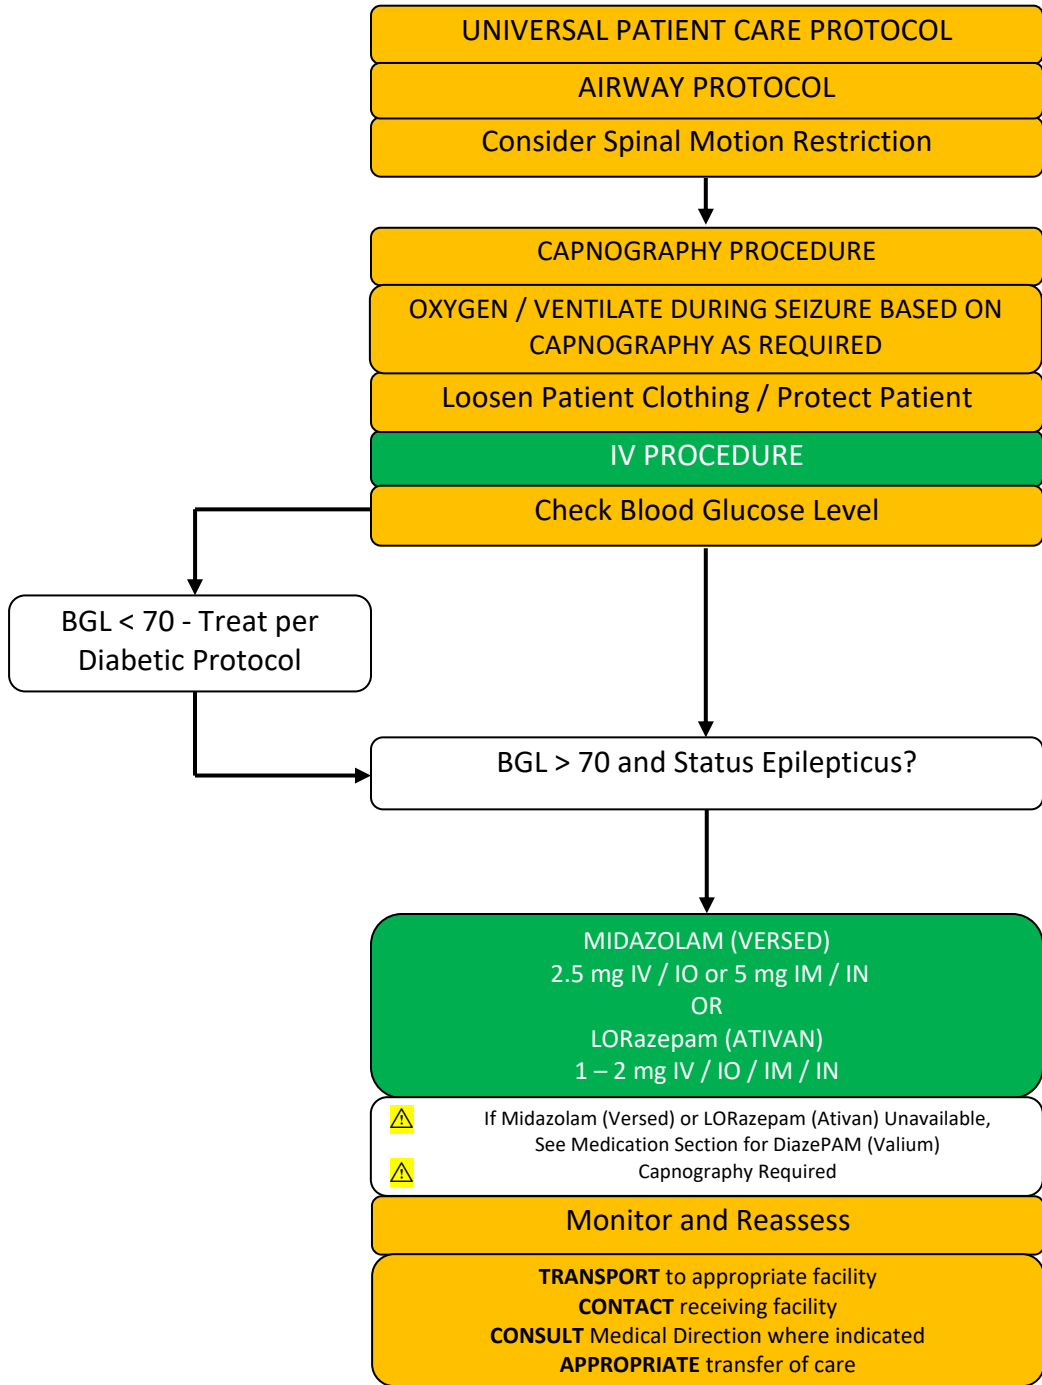 UNIVERSAL PATIENT CARE PROTOCOL
AIRWAY PROTOCOL
Consider Spinal Motion Restriction
CAPNOGRAPHY PROCEDURE
OXYGEN / VENTILATE DURING SEIZURE BASED ON
CAPNOGRAPHY AS REQUIRED
Loosen Patient Clothing / Protect Patient
IV PROCEDURE
Check Blood Glucose Level
BGL < 70 - Treat per
Diabetic Protocol
BGL > 70 and Status Epilepticus?
MIDAZOLAM (VERSED)
2.5 mg IV / IO or 5 mg IM / IN
OR
LORazepam (ATIVAN)
1 – 2 mg IV / IO / IM / IN
If Midazolam (Versed) or LORazepam (Ativan) Unavailable,
See Medication Section for DiazePAM (Valium)
Capnography Required
Monitor and Reassess
TRANSPORT to appropriate facility
CONTACT receiving facility
CONSULT Medical Direction where indicated
APPROPRIATE transfer of care